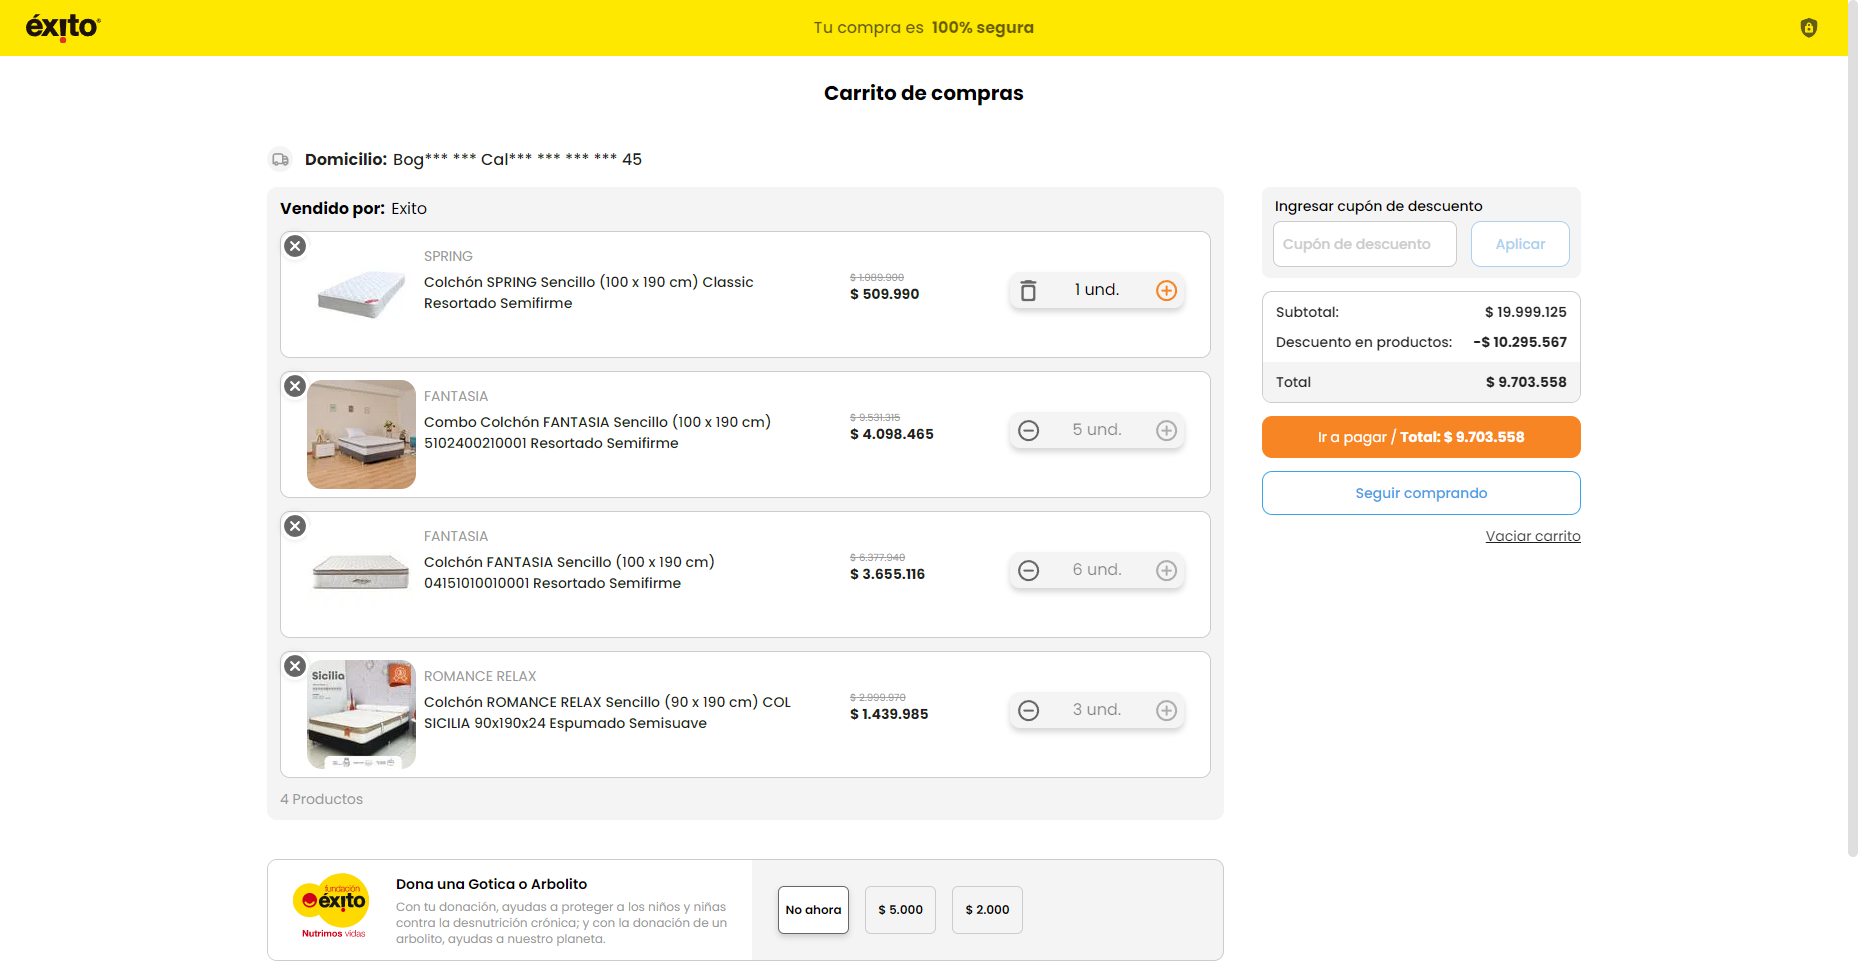 éxito
Tu compra es 100% segura
Carrito de compras
Domicilio: Bog*** *** Cal*** *** *** *** 45
Vendido por: Exito
SPRING
Colchón SPRING Sencillo (100 x 190 cm) Classic
Resortado Semifirme
$ 1.089.900
$ 509.990
1 und.
FANTASIA
Combo Colchón FANTASIA Sencillo (100 x 190 cm)
5102400210001 Resortado Semifirme
$ 9.531.315
$ 4.098.465
5 und.
FANTASIA
Colchón FANTASIA Sencillo (100 x 190 cm)
04151010010001 Resortado Semifirme
$ 6.377.940
$ 3.655.116
6 und.
Sicilia
ROMANCE RELAX
Colchón ROMANCE RELAX Sencillo (90 x 190 cm) COL
SICILIA 90x190x24 Espumado Semisuave
$ 2.999.970
$ 1.439.985
3 und.
4 Productos
Ingresar cupón de descuento
Cupón de descuento
Aplicar
Subtotal: $ 19.999.125
Descuento en productos: -$ 10.295.567
Total $ 9.703.558
Ir a pagar / Total: $ 9.703.558
Seguir comprando
Vaciar carrito
fundación
éxito
Nutrimos vidas
Dona una Gotica o Arbolito
Con tu donación, ayudas a proteger a los niños y niñas
contra la desnutrición crónica; y con la donación de un
arbolito, ayudas a nuestro planeta.
No ahora
$ 5.000
$ 2.000